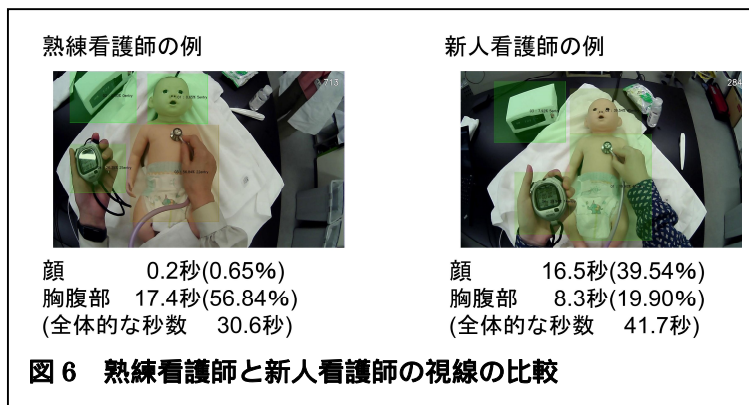 熟練看護師の例
新人看護師の例
713
284
顔 0.2秒(0.65%)
胸腹部 17.4秒(56.84%)
(全体的な秒数 30.6秒)
顔 16.5秒(39.54%)
胸腹部 8.3秒(19.90%)
(全体的な秒数 41.7秒)
図6 熟練看護師と新人看護師の視線の比較